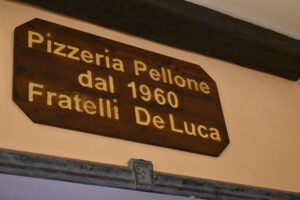 Pizzeria Pellone
dal 1960
Fratelli De Luca